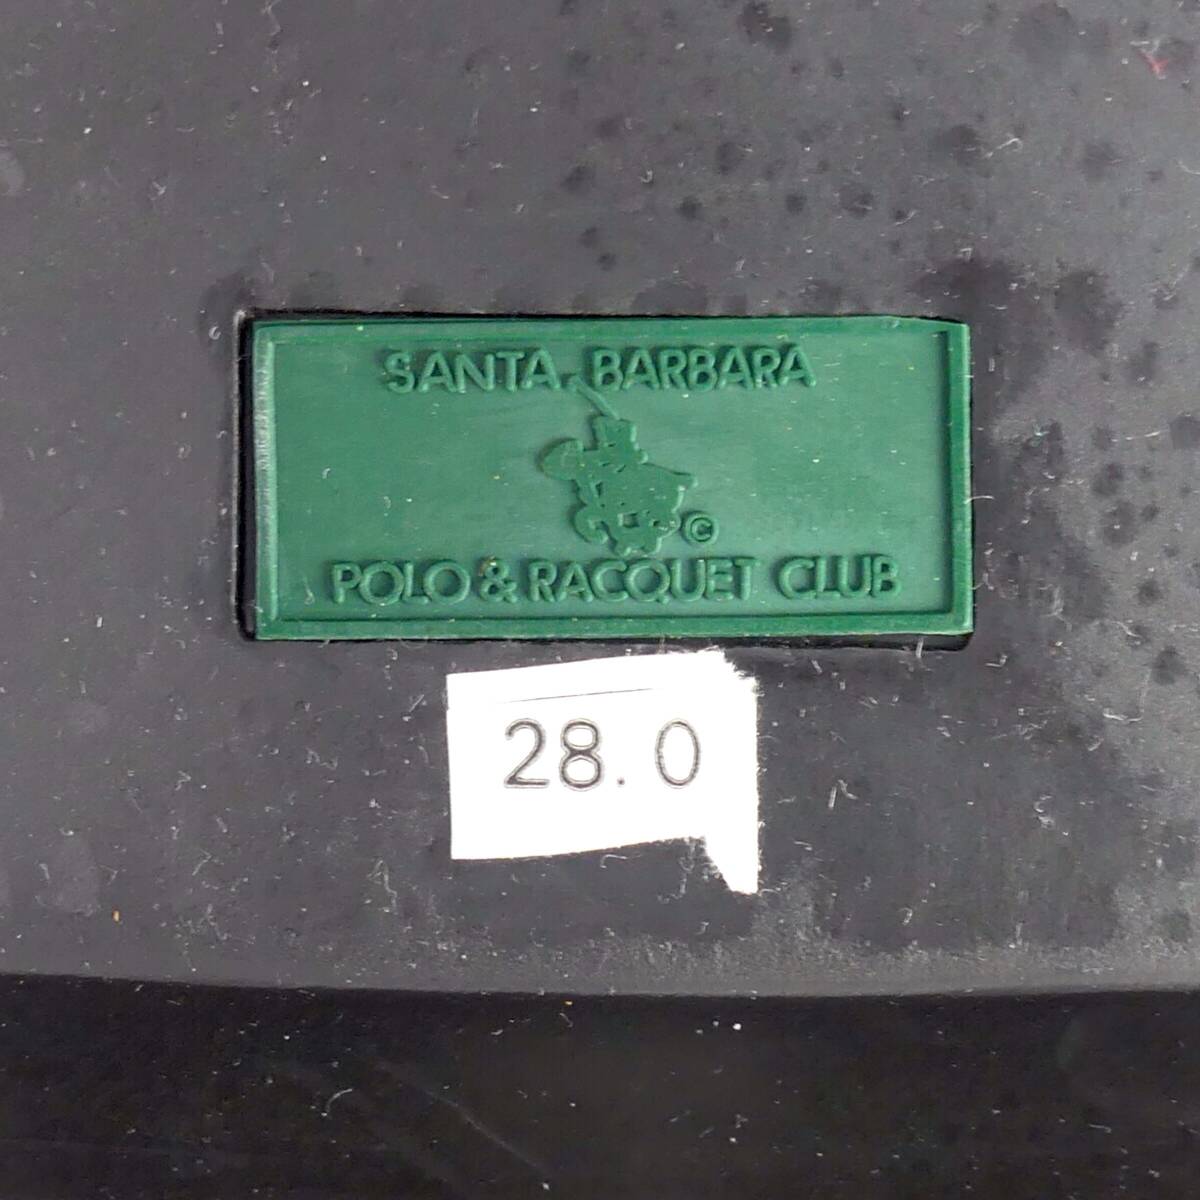 SANTA BARBARA
©
POLO & RACQUET CLUB
28.0